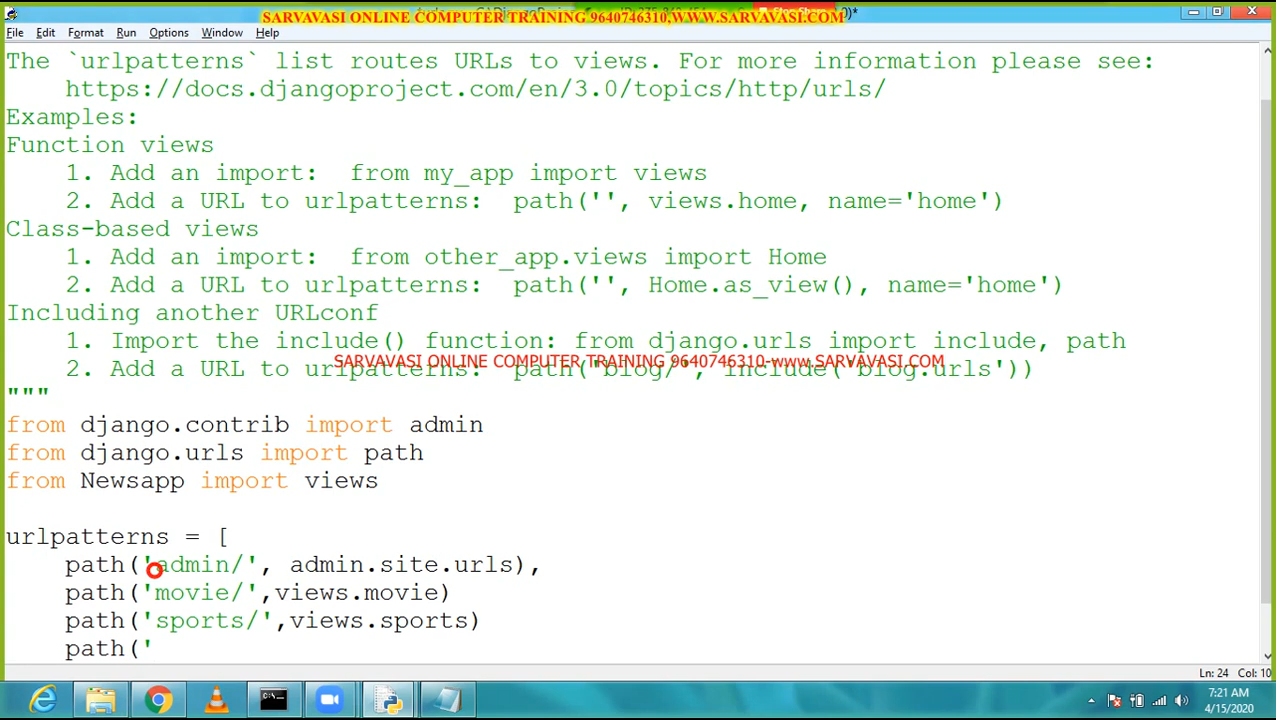 SARVAVASI ONLINE COMPUTER TRAINING 9640746310,WWW.SARVAVASI.COM
File Edit Format Run Options Window Help
The `urlpatterns` list routes URLs to views. For more information please see:
https://docs.djangoproject.com/en/3.0/topics/http/urls/
Examples:
Function views
1. Add an import:  from my_app import views
2. Add a URL to urlpatterns:  path('', views.home, name='home')
Class-based views
1. Add an import:  from other_app.views import Home
2. Add a URL to urlpatterns:  path('', Home.as_view(), name='home')
Including another URLconf
1. Import the include() function: from django.urls import include, path
SARVAVASI ONLINE COMPUTER TRAINING 9640746310-www.SARVAVASI.COM
2. Add a URL to urlpatterns:  path('blog/', include('blog.urls'))
"""
from django.contrib import admin
from django.urls import path
from Newsapp import views
urlpatterns = [
path('admin/', admin.site.urls),
path('movie/',views.movie)
path('sports/',views.sports)
path('
Ln: 24 Col: 10
7:21 AM
4/15/2020